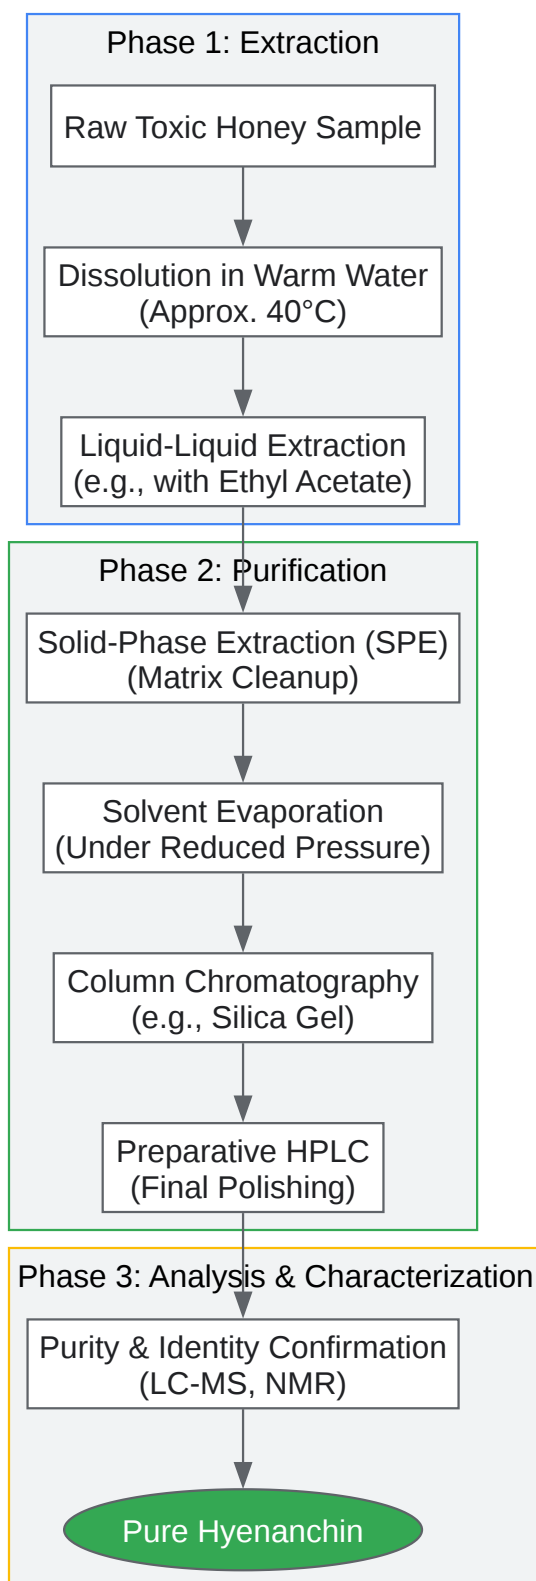 Phase 1: Extraction
Raw Toxic Honey Sample
Dissolution in Warm Water
(Approx. 40°C)
Liquid-Liquid Extraction
(e.g., with Ethyl Acetate)
Phase 2: Purification
Solid-Phase Extraction (SPE)
(Matrix Cleanup)
Solvent Evaporation
(Under Reduced Pressure)
Column Chromatography
(e.g., Silica Gel)
Preparative HPLC
(Final Polishing)
Phase 3: Analysis & Characterization
Purity & Identity Confirmation
(LC-MS, NMR)
Pure Hyenanchin